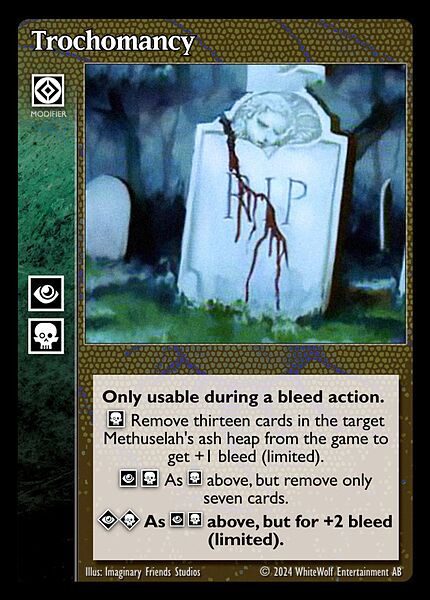 Trochomancy
MODIFIER
RIP
Only usable during a bleed action.
Remove thirteen cards in the target
Methuselah's ash heap from the game to
get +1 bleed (limited).
As above, but remove only
seven cards.
As above, but for +2 bleed
(limited).
Illus: Imaginary Friends Studios © 2024 WhiteWolf Entertainment AB